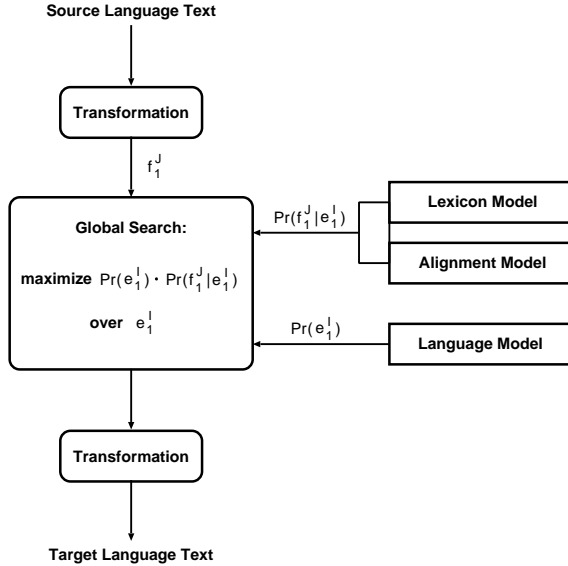 Source Language Text
Transformation
f_1^J
Global Search:
maximize Pr(e_1^I) · Pr(f_1^J|e_1^I)
over e_1^I
Pr(f_1^J|e_1^I)
Lexicon Model
Alignment Model
Pr(e_1^I)
Language Model
Transformation
Target Language Text